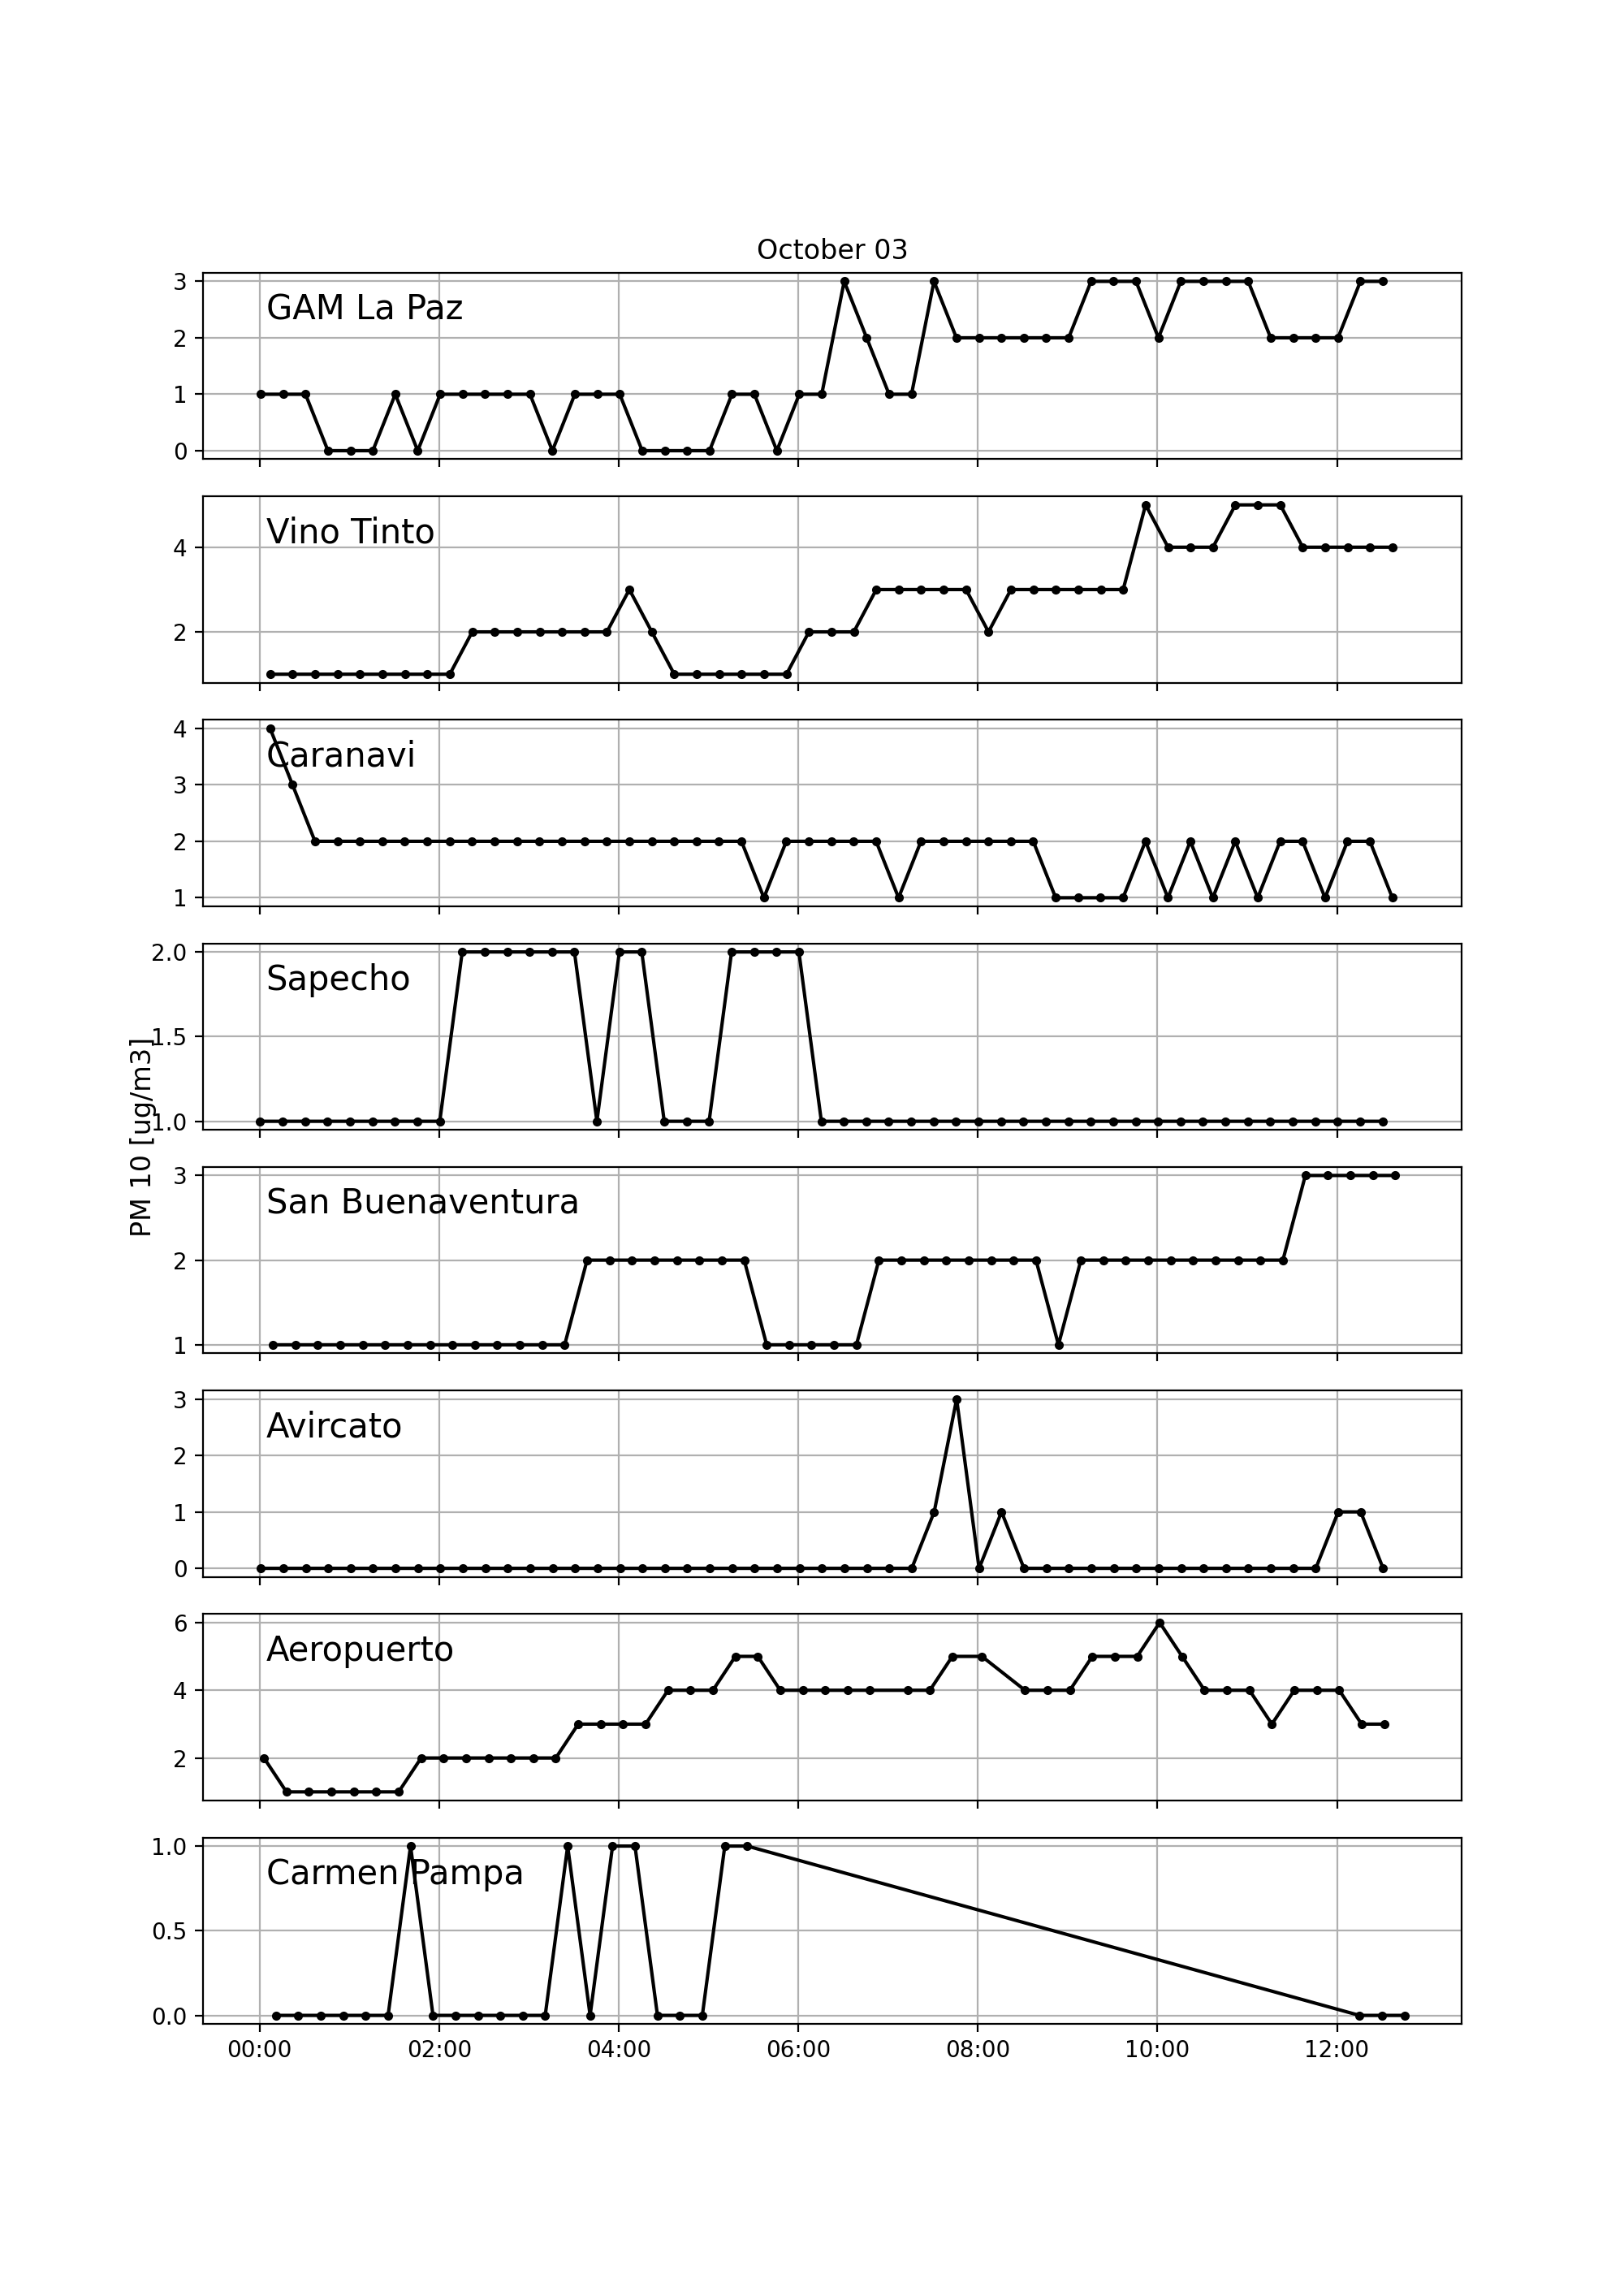 October 03
3
GAM La Paz
2
1
0
Vino Tinto
4
2
4
Caranavi
3
2
1
2.0
Sapecho
1.5
1.0
PM 10 [ug/m3]
3
San Buenaventura
2
1
3
Avircato
2
1
0
6
Aeropuerto
4
2
1.0
Carmen Pampa
0.5
0.0
00:00 02:00 04:00 06:00 08:00 10:00 12:00